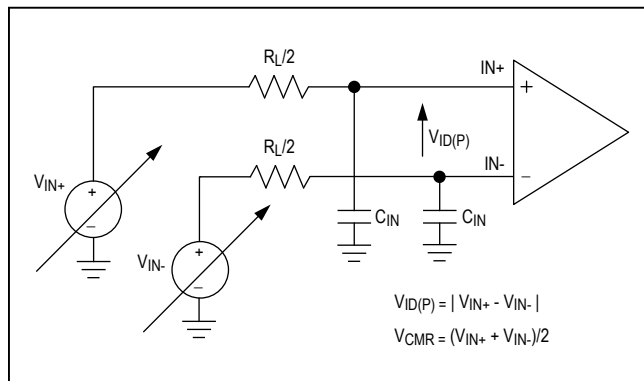 R_L/2
IN+
+
R_L/2
V_ID(P)
IN-
−
V_IN+
+
−
C_IN
C_IN
V_IN-
+
−
V_ID(P) = | V_IN+ - V_IN- |
V_CMR = (V_IN+ + V_IN-)/2